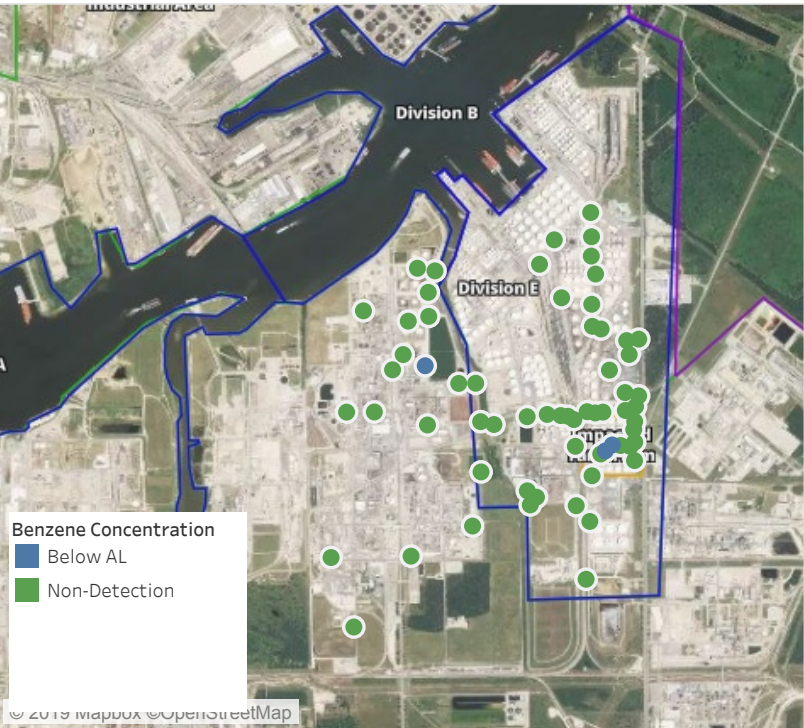 Industrial Area
Division B
Division E
A
Benzene Concentration
Below AL
Non-Detection
© 2019 Mapbox ©OpenStreetMap